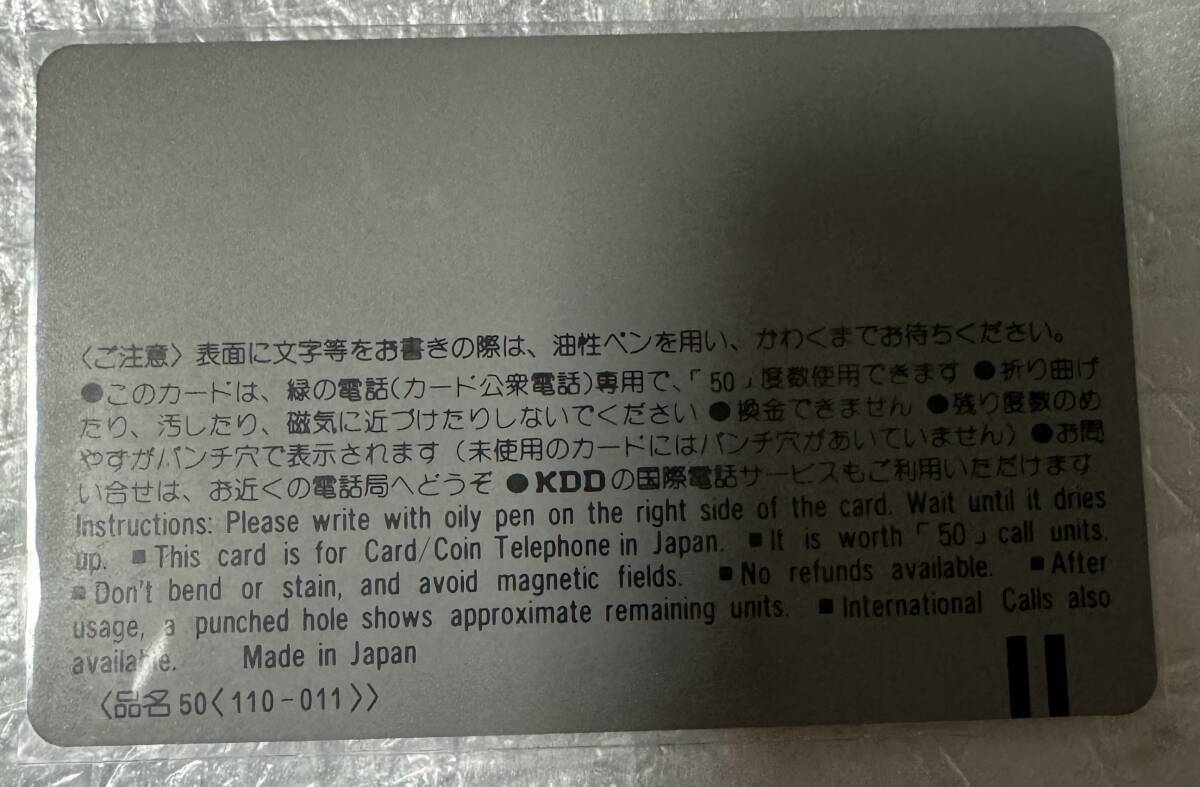 〈ご注意〉表面に文字等をお書きの際は、油性ペンを用い、かわくまでお待ちください。
●このカードは、緑の電話(カード公衆電話)専用で、「50」度数使用できます ●折り曲げ
たり、汚したり、磁気に近づけたりしないでください ●換金できません ●残り度数のめ
やすがパンチ穴で表示されます(未使用のカードにはパンチ穴があいていません) ●お問
い合せは、お近くの電話局へどうぞ ●KDDの国際電話サービスもご利用いただけます
Instructions: Please write with oily pen on the right side of the card. Wait until it dries
up. ■This card is for Card/Coin Telephone in Japan. ■It is worth「50」call units.
■Don't bend or stain, and avoid magnetic fields. ■No refunds available. ■After
usage, a punched hole shows approximate remaining units. ■International Calls also
available. Made in Japan
〈品名50〈110-011〉〉